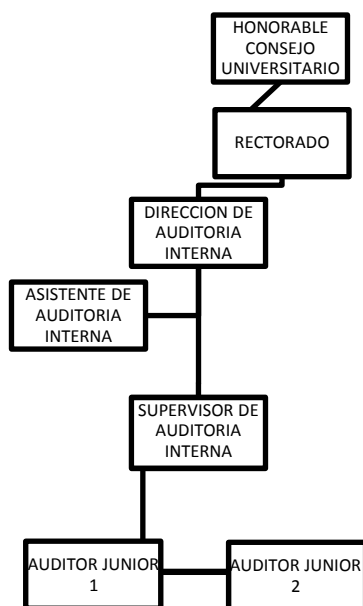 HONORABLE
CONSEJO
UNIVERSITARIO
RECTORADO
DIRECCION DE
AUDITORIA
INTERNA
ASISTENTE DE
AUDITORIA
INTERNA
SUPERVISOR DE
AUDITORIA
INTERNA
AUDITOR JUNIOR
1
AUDITOR JUNIOR
2